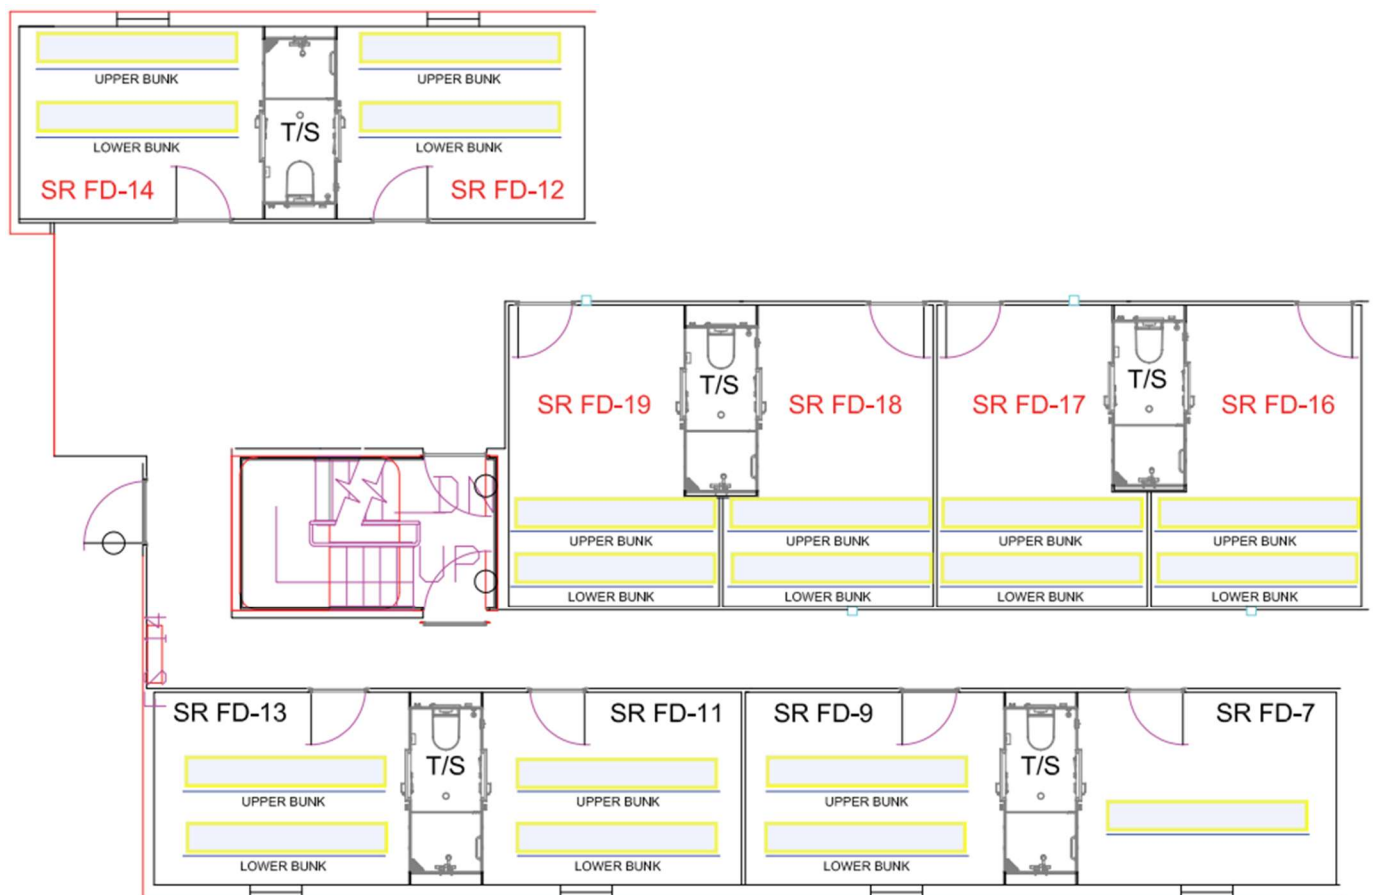 UPPER BUNK
UPPER BUNK
T/S
LOWER BUNK
LOWER BUNK
SR FD-14
SR FD-12
T/S
T/S
SR FD-19
SR FD-18
SR FD-17
SR FD-16
DN
UPPER BUNK
UPPER BUNK
UPPER BUNK
UPPER BUNK
UP
LOWER BUNK
LOWER BUNK
LOWER BUNK
LOWER BUNK
SR FD-13
SR FD-11
SR FD-9
SR FD-7
T/S
T/S
UPPER BUNK
UPPER BUNK
UPPER BUNK
LOWER BUNK
LOWER BUNK
LOWER BUNK